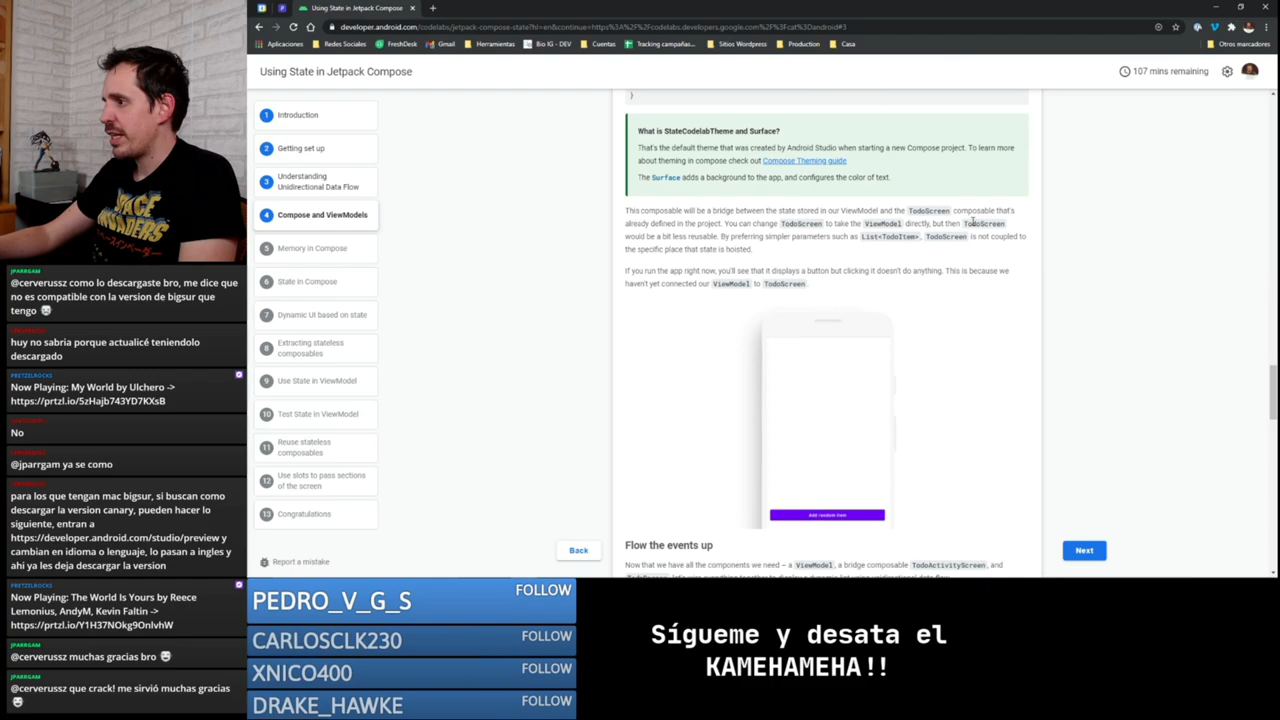 Using State in Jetpack Compose
developer.android.com/codelabs/jetpack-compose-state?hl=en&continue=https%3A%2F%2Fcodelabs.developers.google.com%2F%3Fcat%3Dandroid#3
Aplicaciones
Redes Sociales
FreshDesk
Gmail
Herramientas
Bio IG - DEV
Cuentas
Tracking campañas...
Sitios Wordpress
Production
Casa
Otros marcadores
Using State in Jetpack Compose
107 mins remaining
1 Introduction
2 Getting set up
3 Understanding
Unidirectional Data Flow
4 Compose and ViewModels
5 Memory in Compose
6 State in Compose
7 Dynamic UI based on state
8 Extracting stateless
composables
9 Use State in ViewModel
10 Test State in ViewModel
11 Reuse stateless
composables
12 Use slots to pass sections
of the screen
13 Congratulations
Report a mistake
}
What is StateCodelabTheme and Surface?
That's the default theme that was created by Android Studio when starting a new Compose project. To learn
more about theming in compose check out Compose Theming guide
The Surface adds a background to the app, and configures the color of text.
This composable will be a bridge between the state stored in our ViewModel and the TodoScreen composable that's
already defined in the project. You can change TodoScreen to take the ViewModel directly, but then TodoScreen
would be a bit less reusable. By preferring simpler parameters such as List<TodoItem>, TodoScreen is not coupled to
the specific place that state is hoisted.
If you run the app right now, you'll see that it displays a button but clicking it doesn't do anything. This is because we
haven't yet connected our ViewModel to TodoScreen.
Add random item
Flow the events up
Now that we have all the components we need – a ViewModel, a bridge composable TodoActivityScreen, and
Back
Next
SPACE
INVADERS
JPARRGAM
@cerverussz como lo descargaste bro, me dice que
no es compatible con la version de bigsur que
tengo
huy no sabria porque actualicé teniendolo
descargado
PRETZELROCKS
Now Playing: My World by Ulchero ->
https://prtzl.io/5zHajb743YD7KXsB
No
@jparrgam ya se como
para los que tengan mac bigsur, si buscan como
descargar la version canary, pueden hacer lo
siguiente, entran a
https://developer.android.com/studio/preview y
cambian en idioma o lenguaje, lo pasan a ingles y
ahi ya les deja descargar la version
PRETZELROCKS
Now Playing: The World Is Yours by Reece
Lemonius, AndyM, Kevin Faltin ->
https://prtzl.io/Y1H37NOkg9OnIvhW
JPARRGAM
@cerverussz muchas gracias bro
JPARRGAM
@cerverussz que crack! me sirvió muchas gracias
PEDRO_V_G_S FOLLOW
CARLOSCLK230 FOLLOW
XNICO400 FOLLOW
DRAKE_HAWKE FOLLOW
Sígueme y desata el
KAMEHAMEHA!!